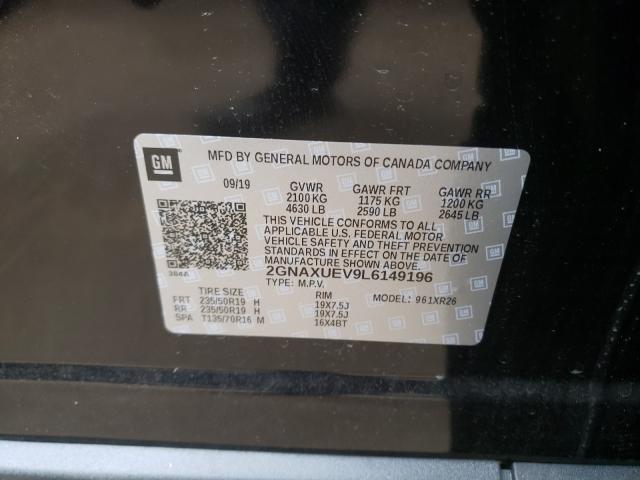 GM
MFD BY GENERAL MOTORS OF CANADA COMPANY
09/19 GVWR GAWR FRT GAWR RR
2100 KG 1175 KG 1200 KG
4630 LB 2590 LB 2645 LB
THIS VEHICLE CONFORMS TO ALL
APPLICABLE U.S. FEDERAL MOTOR
VEHICLE SAFETY AND THEFT PREVENTION
STANDARDS IN EFFECT ON THE DATE OF
MANUFACTURE SHOWN ABOVE.
384A 2GNAXUEV9L6149196
TYPE: M.P.V. MODEL: 961XR26
TIRE SIZE RIM
FRT 235/50R19 H 19X7.5J
RR 235/50R19 H 19X7.5J
SPA T135/70R16 M 16X4BT